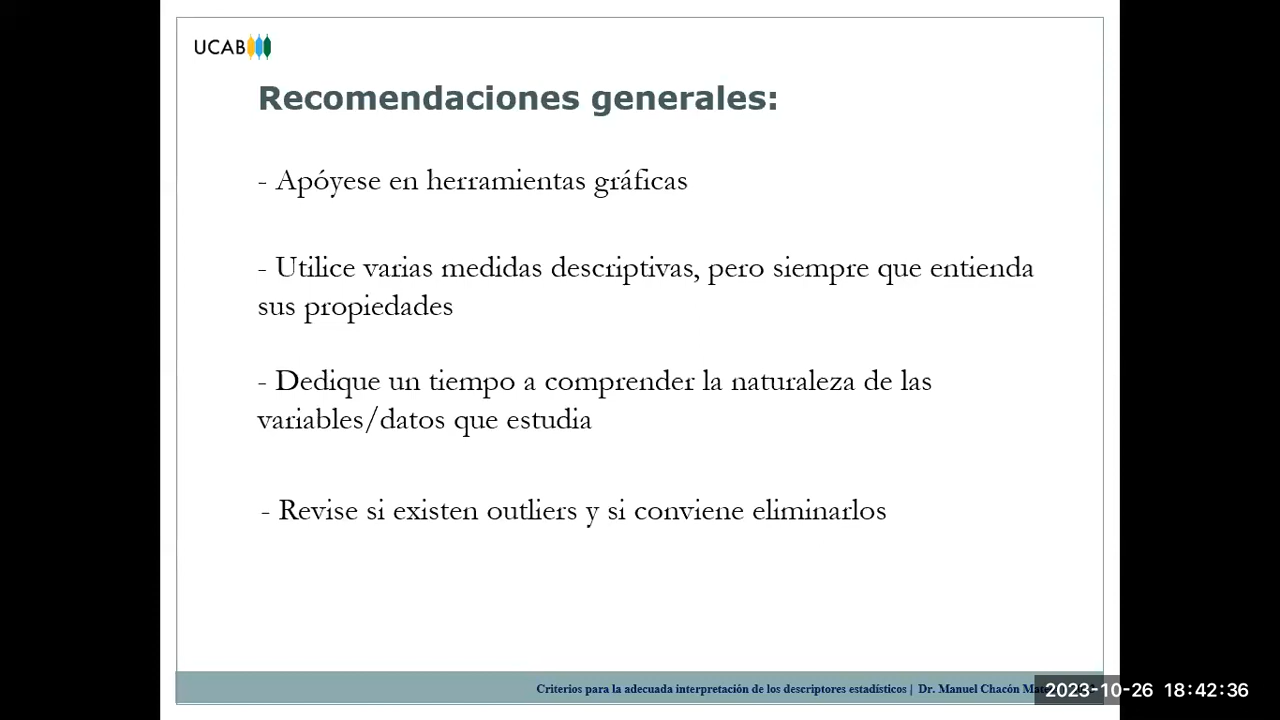 UCAB
Recomendaciones generales:
- Apóyese en herramientas gráficas
- Utilice varias medidas descriptivas, pero siempre que entienda
sus propiedades
- Dedique un tiempo a comprender la naturaleza de las
variables/datos que estudia
- Revise si existen outliers y si conviene eliminarlos
Criterios para la adecuada interpretación de los descriptores estadísticos | Dr. Manuel Chacón
2023-10-26 18:42:36